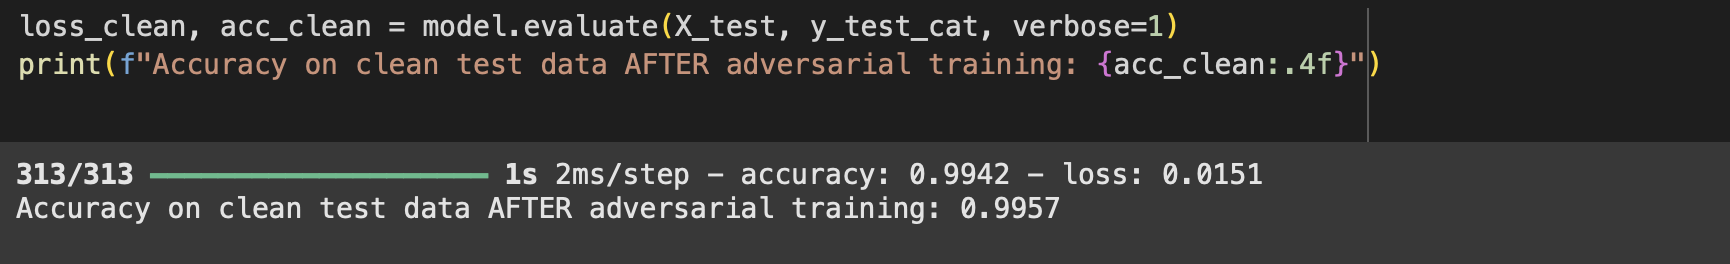 loss_clean, acc_clean = model.evaluate(X_test, y_test_cat, verbose=1)
print(f"Accuracy on clean test data AFTER adversarial training: {acc_clean:.4f}")
313/313 ━━━━━━━━━━━━━━━━━━━━ 1s 2ms/step – accuracy: 0.9942 – loss: 0.0151
Accuracy on clean test data AFTER adversarial training: 0.9957